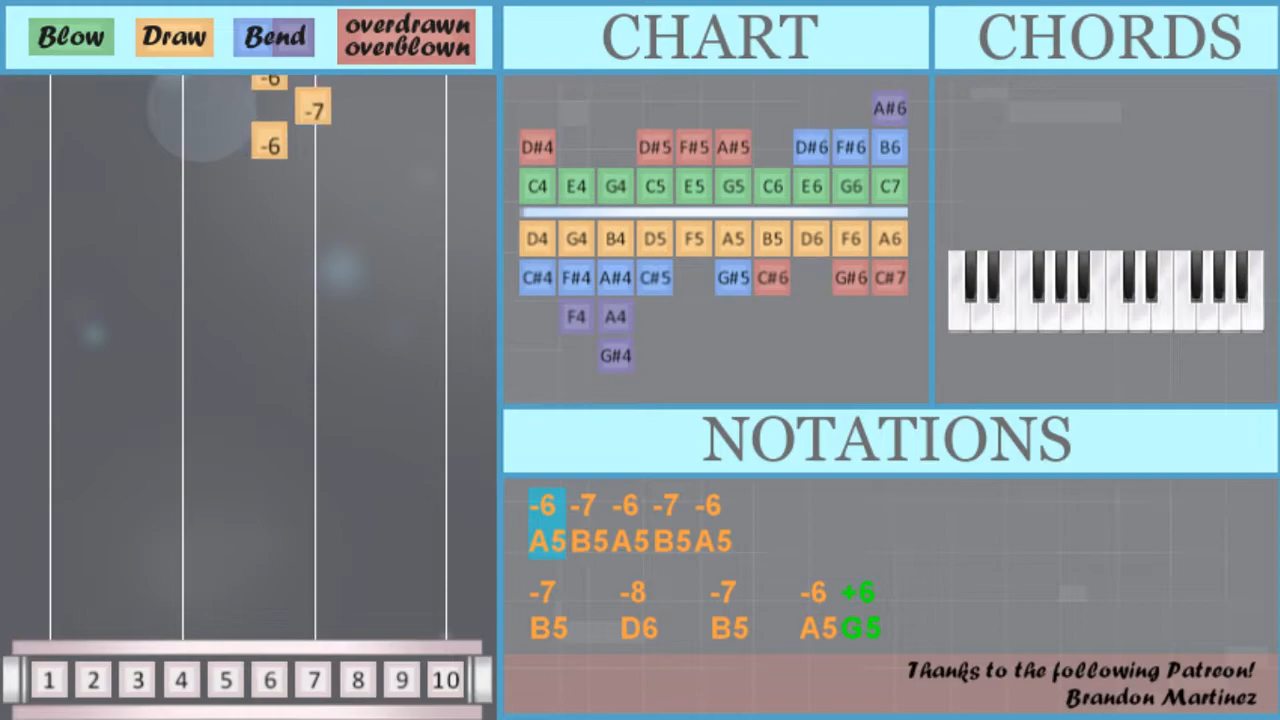 Blow Draw Bend overdrawn
overblown
CHART
CHORDS
-6
-7
-6
A#6
D#4 D#5 F#5 A#5 D#6 F#6 B6
C4 E4 G4 C5 E5 G5 C6 E6 G6 C7
D4 G4 B4 D5 F5 A5 B5 D6 F6 A6
C#4 F#4 A#4 C#5 G#5 C#6 G#6 C#7
F4 A4
G#4
NOTATIONS
-6 -7 -6 -7 -6
A5 B5 A5 B5 A5
-7 -8 -7 -6 +6
B5 D6 B5 A5 G5
1 2 3 4 5 6 7 8 9 10
Thanks to the following Patreon!
Brandon Martinez